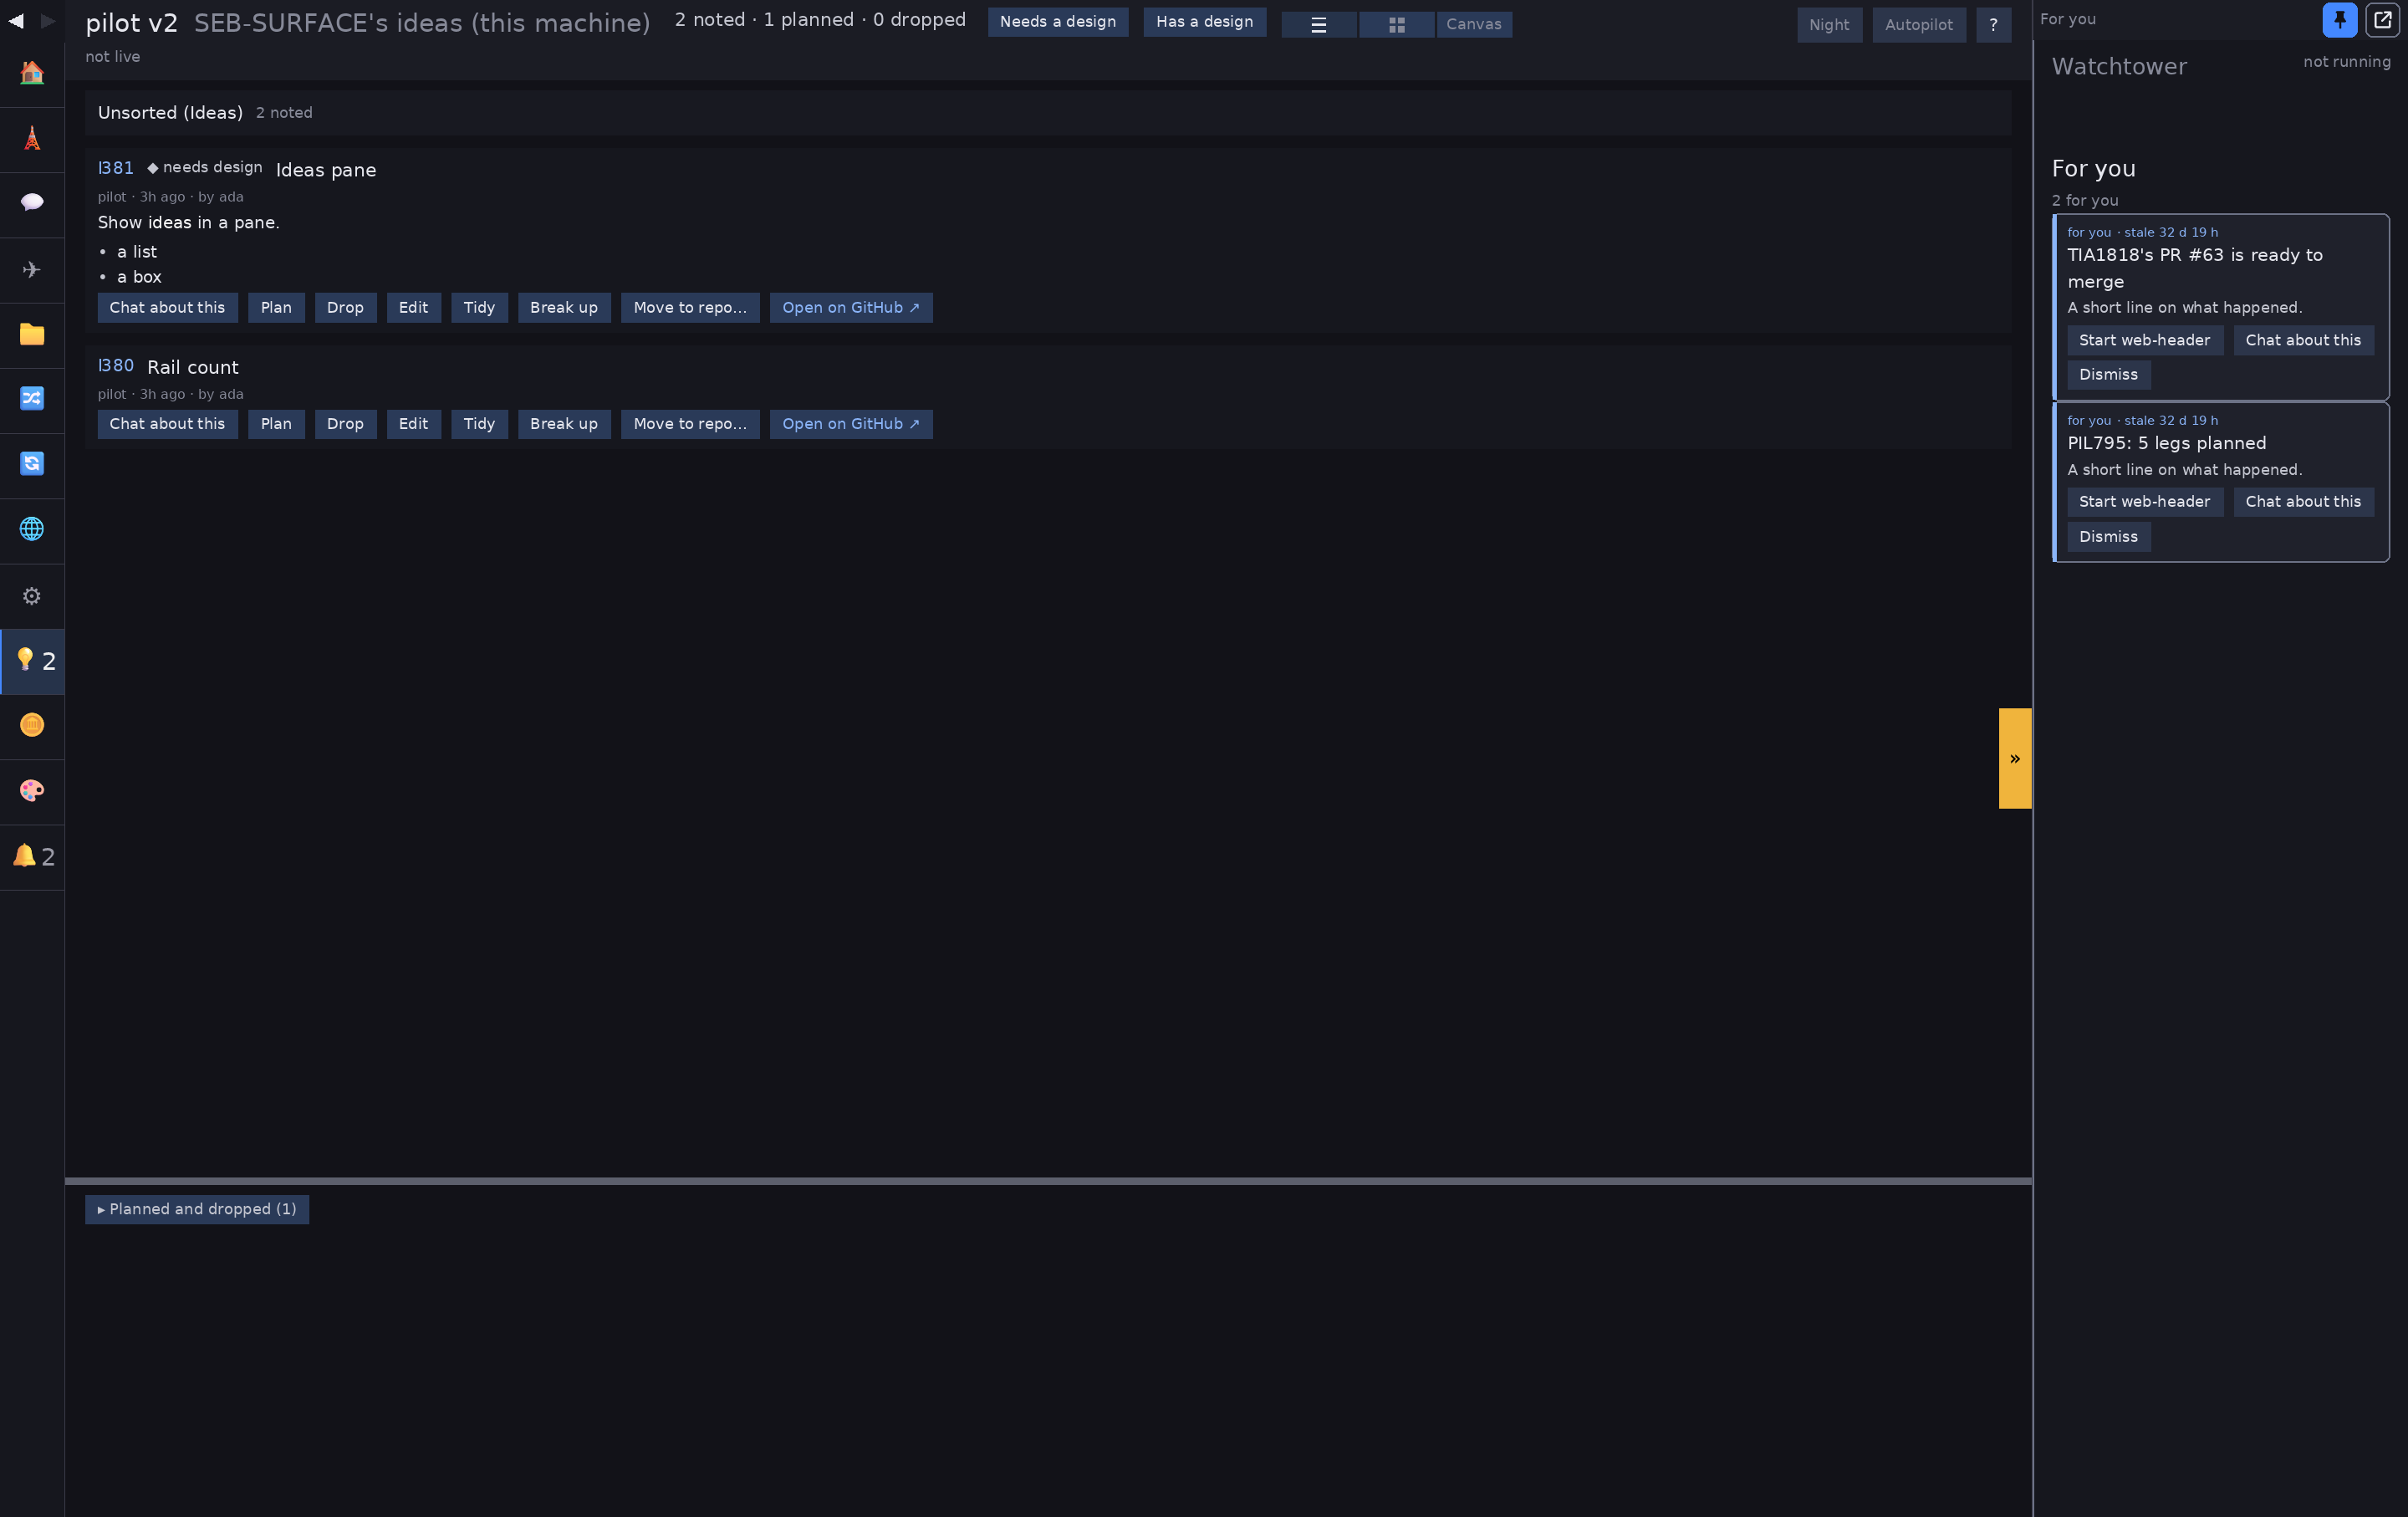 pilot v2 SEB-SURFACE's ideas (this machine) 2 noted · 1 planned · 0 dropped Needs a design Has a design Canvas Night Autopilot ?
not live
Unsorted (Ideas) 2 noted
I381 ◆ needs design Ideas pane
pilot · 3h ago · by ada
Show ideas in a pane.
• a list
• a box
Chat about this Plan Drop Edit Tidy Break up Move to repo... Open on GitHub ↗
I380 Rail count
pilot · 3h ago · by ada
Chat about this Plan Drop Edit Tidy Break up Move to repo... Open on GitHub ↗
2
2
»
▸ Planned and dropped (1)
For you
Watchtower not running
For you
2 for you
for you · stale 32 d 19 h
TIA1818's PR #63 is ready to
merge
A short line on what happened.
Start web-header Chat about this
Dismiss
for you · stale 32 d 19 h
PIL795: 5 legs planned
A short line on what happened.
Start web-header Chat about this
Dismiss